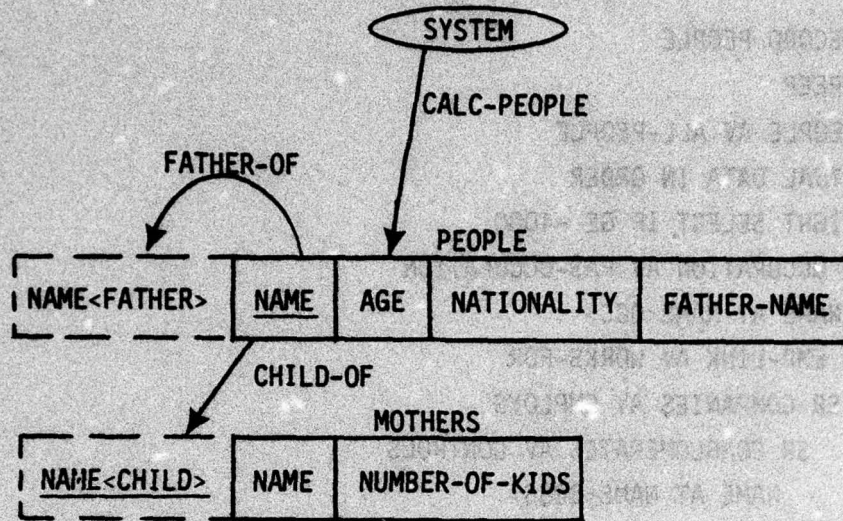 SYSTEM
CALC-PEOPLE
FATHER-OF
PEOPLE
NAME<FATHER> NAME AGE NATIONALITY FATHER-NAME
CHILD-OF
MOTHERS
NAME<CHILD> NAME NUMBER-OF-KIDS